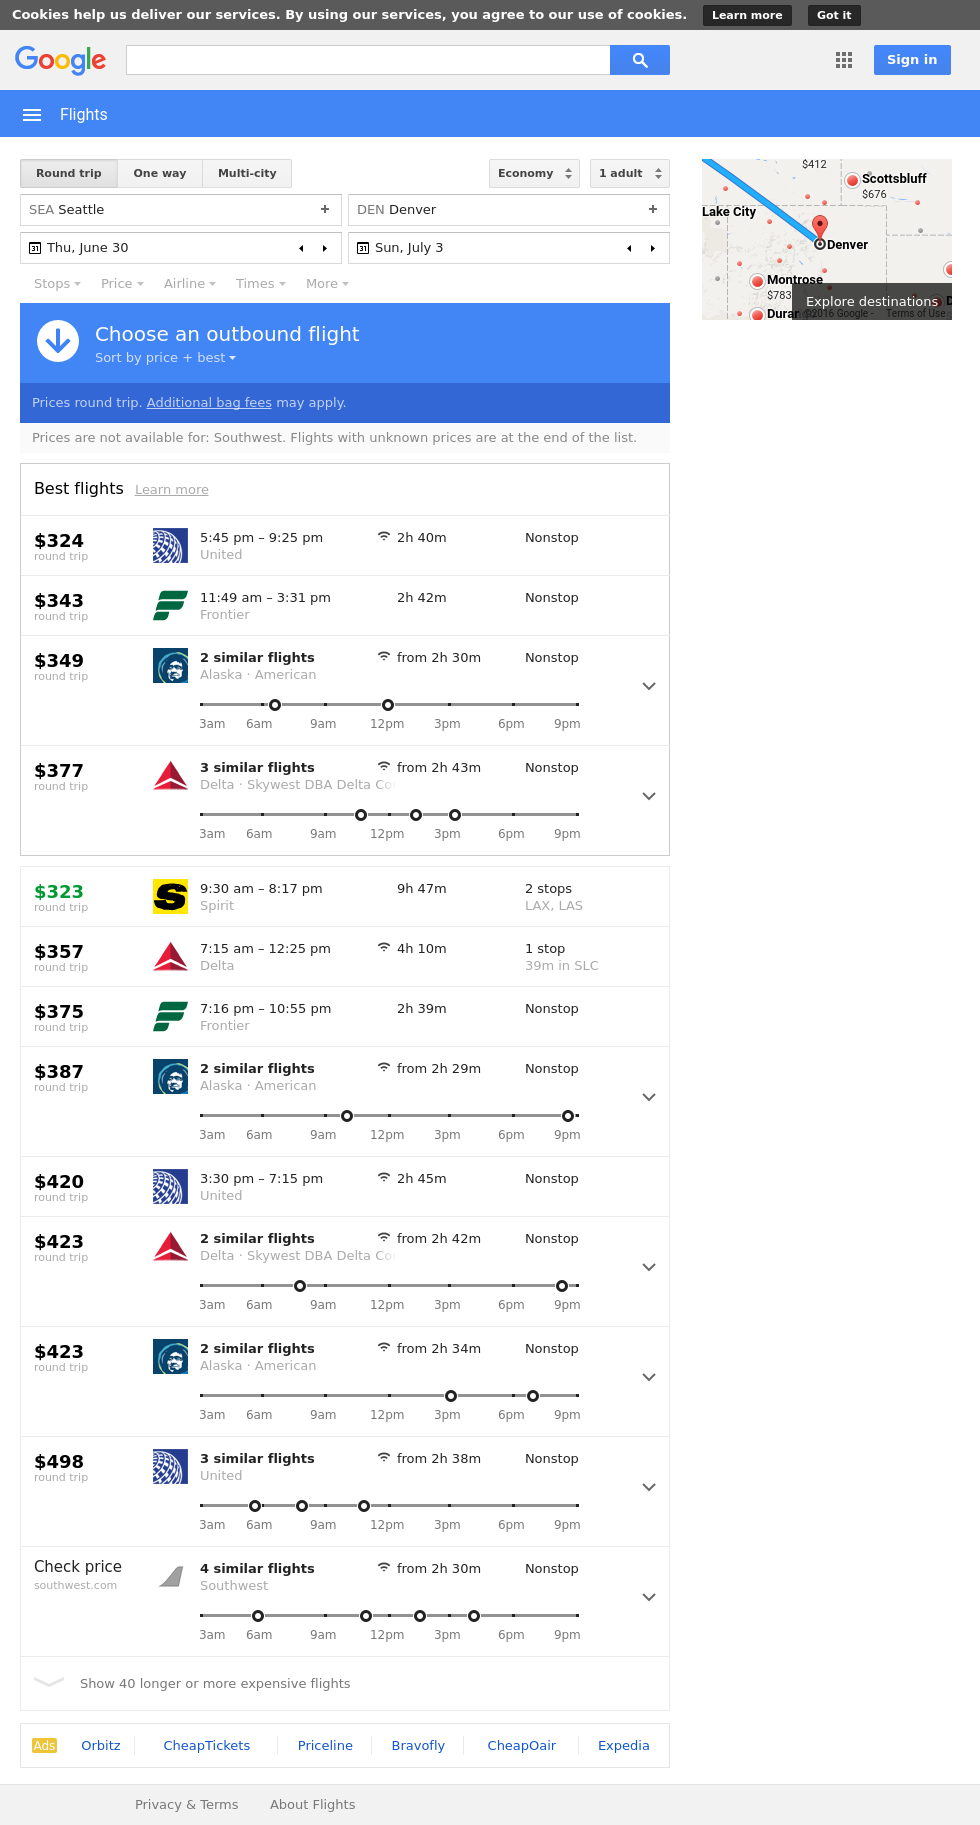 Cookies help us deliver our services. By using our services, you agree to our use of cookies. Learn more Got it
Google Sign in
Flights
Round trip One way Multi-city Economy 1 adult
SEA Seattle + DEN Denver +
31 Thu, June 30 31 Sun, July 3
Stops Price Airline Times More
$412
Scottsbluff
$676
Lake City
Denver
Montrose
$783
Explore destinations
©2016 Google - Terms of Use
Choose an outbound flight
Sort by price + best
Prices round trip. Additional bag fees may apply.
Prices are not available for: Southwest. Flights with unknown prices are at the end of the list.
Best flights Learn more
$324 5:45 pm – 9:25 pm 2h 40m Nonstop
round trip United
$343 11:49 am – 3:31 pm 2h 42m Nonstop
round trip Frontier
$349 2 similar flights from 2h 30m Nonstop
round trip Alaska · American
3am 6am 9am 12pm 3pm 6pm 9pm
$377 3 similar flights from 2h 43m Nonstop
round trip Delta · Skywest DBA Delta Co
3am 6am 9am 12pm 3pm 6pm 9pm
$323 9:30 am – 8:17 pm 9h 47m 2 stops
round trip Spirit LAX, LAS
$357 7:15 am – 12:25 pm 4h 10m 1 stop
round trip Delta 39m in SLC
$375 7:16 pm – 10:55 pm 2h 39m Nonstop
round trip Frontier
$387 2 similar flights from 2h 29m Nonstop
round trip Alaska · American
3am 6am 9am 12pm 3pm 6pm 9pm
$420 3:30 pm – 7:15 pm 2h 45m Nonstop
round trip United
$423 2 similar flights from 2h 42m Nonstop
round trip Delta · Skywest DBA Delta Co
3am 6am 9am 12pm 3pm 6pm 9pm
$423 2 similar flights from 2h 34m Nonstop
round trip Alaska · American
3am 6am 9am 12pm 3pm 6pm 9pm
$498 3 similar flights from 2h 38m Nonstop
round trip United
3am 6am 9am 12pm 3pm 6pm 9pm
Check price 4 similar flights from 2h 30m Nonstop
southwest.com Southwest
3am 6am 9am 12pm 3pm 6pm 9pm
Show 40 longer or more expensive flights
Ads Orbitz CheapTickets Priceline Bravofly CheapOair Expedia
Privacy & Terms About Flights